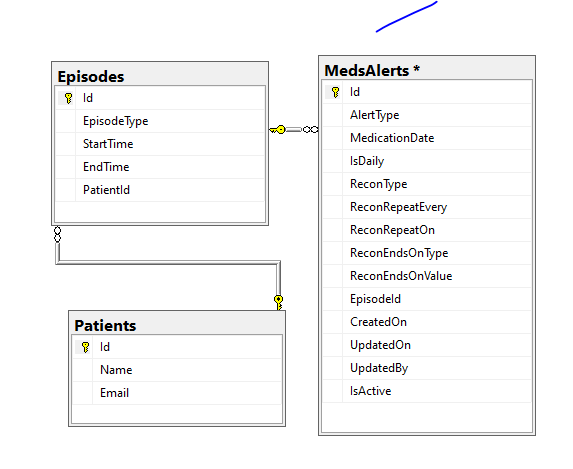 Episodes
Id
EpisodeType
StartTime
EndTime
PatientId
MedsAlerts *
Id
AlertType
MedicationDate
IsDaily
ReconType
ReconRepeatEvery
ReconRepeatOn
ReconEndsOnType
ReconEndsOnValue
EpisodeId
CreatedOn
UpdatedOn
UpdatedBy
IsActive
Patients
Id
Name
Email